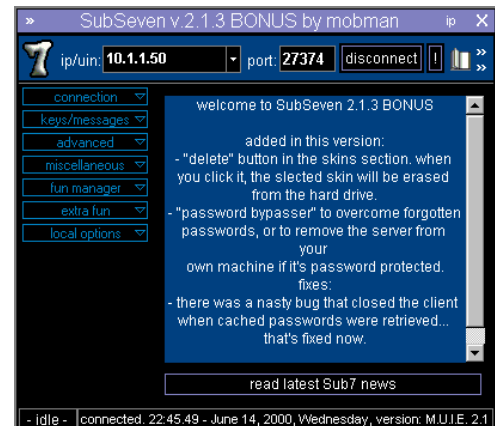 » SubSeven v.2.1.3 BONUS by mobman ip X
7 ip/uin: 10.1.1.50 port: 27374 disconnect ! »
connection
keys/messages
advanced
miscellaneous
fun manager
extra fun
local options
welcome to SubSeven 2.1.3 BONUS
added in this version:
- "delete" button in the skins section. when
you click it, the slected skin will be erased
from the hard drive.
- "password bypasser" to overcome forgotten
passwords, or to remove the server from
your
own machine if it's password protected.
fixes:
- there was a nasty bug that closed the client
when cached passwords were retrieved...
that's fixed now.
read latest Sub7 news
- idle - connected. 22:45.49 - June 14, 2000, Wednesday, version: M.U.I.E. 2.1